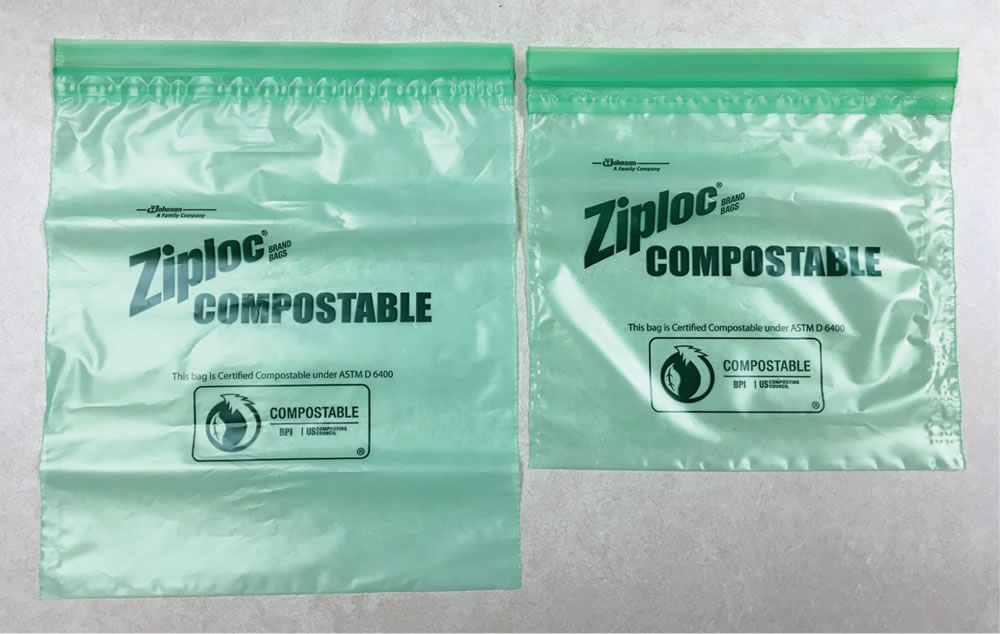 Johnson
A Family Company
Ziploc® BRAND
BAGS
COMPOSTABLE
This bag is Certified Compostable under ASTM D 6400
COMPOSTABLE
BPI | US COMPOSTING
COUNCIL
®
Johnson
A Family Company
Ziploc® BRAND
BAGS
COMPOSTABLE
This bag is Certified Compostable under ASTM D 6400
COMPOSTABLE
BPI | US COMPOSTING
COUNCIL
®